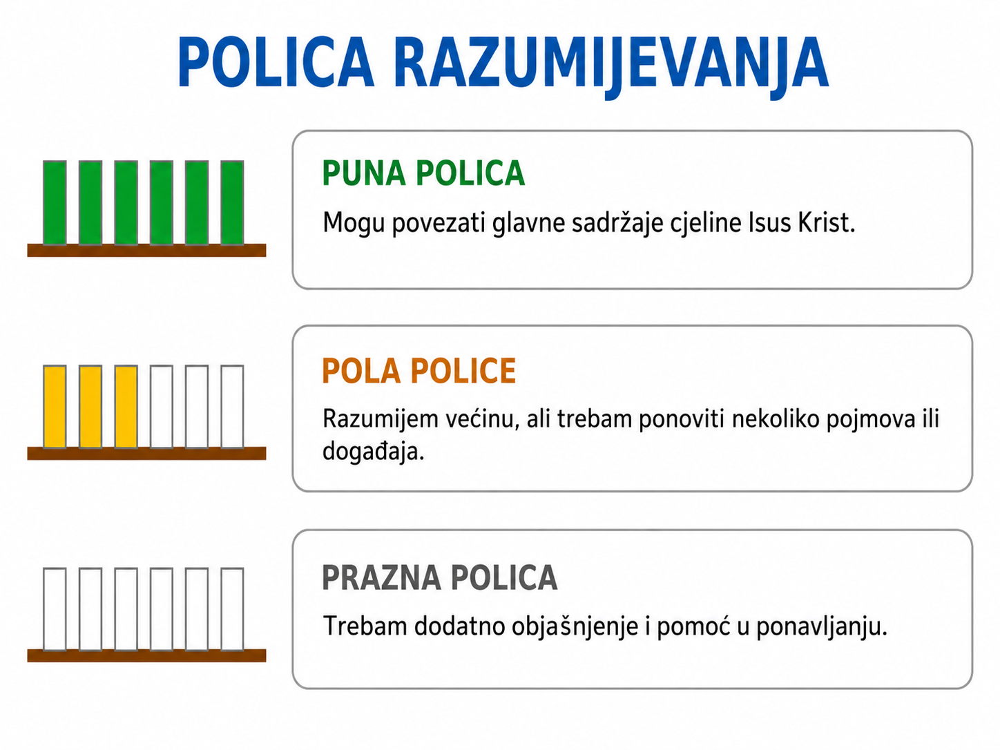 POLICA RAZUMIJEVANJA
PUNA POLICA
Mogu povezati glavne sadržaje cjeline Isus Krist.
POLA POLICE
Razumijem većinu, ali trebam ponoviti nekoliko pojmova ili
događaja.
PRAZNA POLICA
Trebam dodatno objašnjenje i pomoć u ponavljanju.